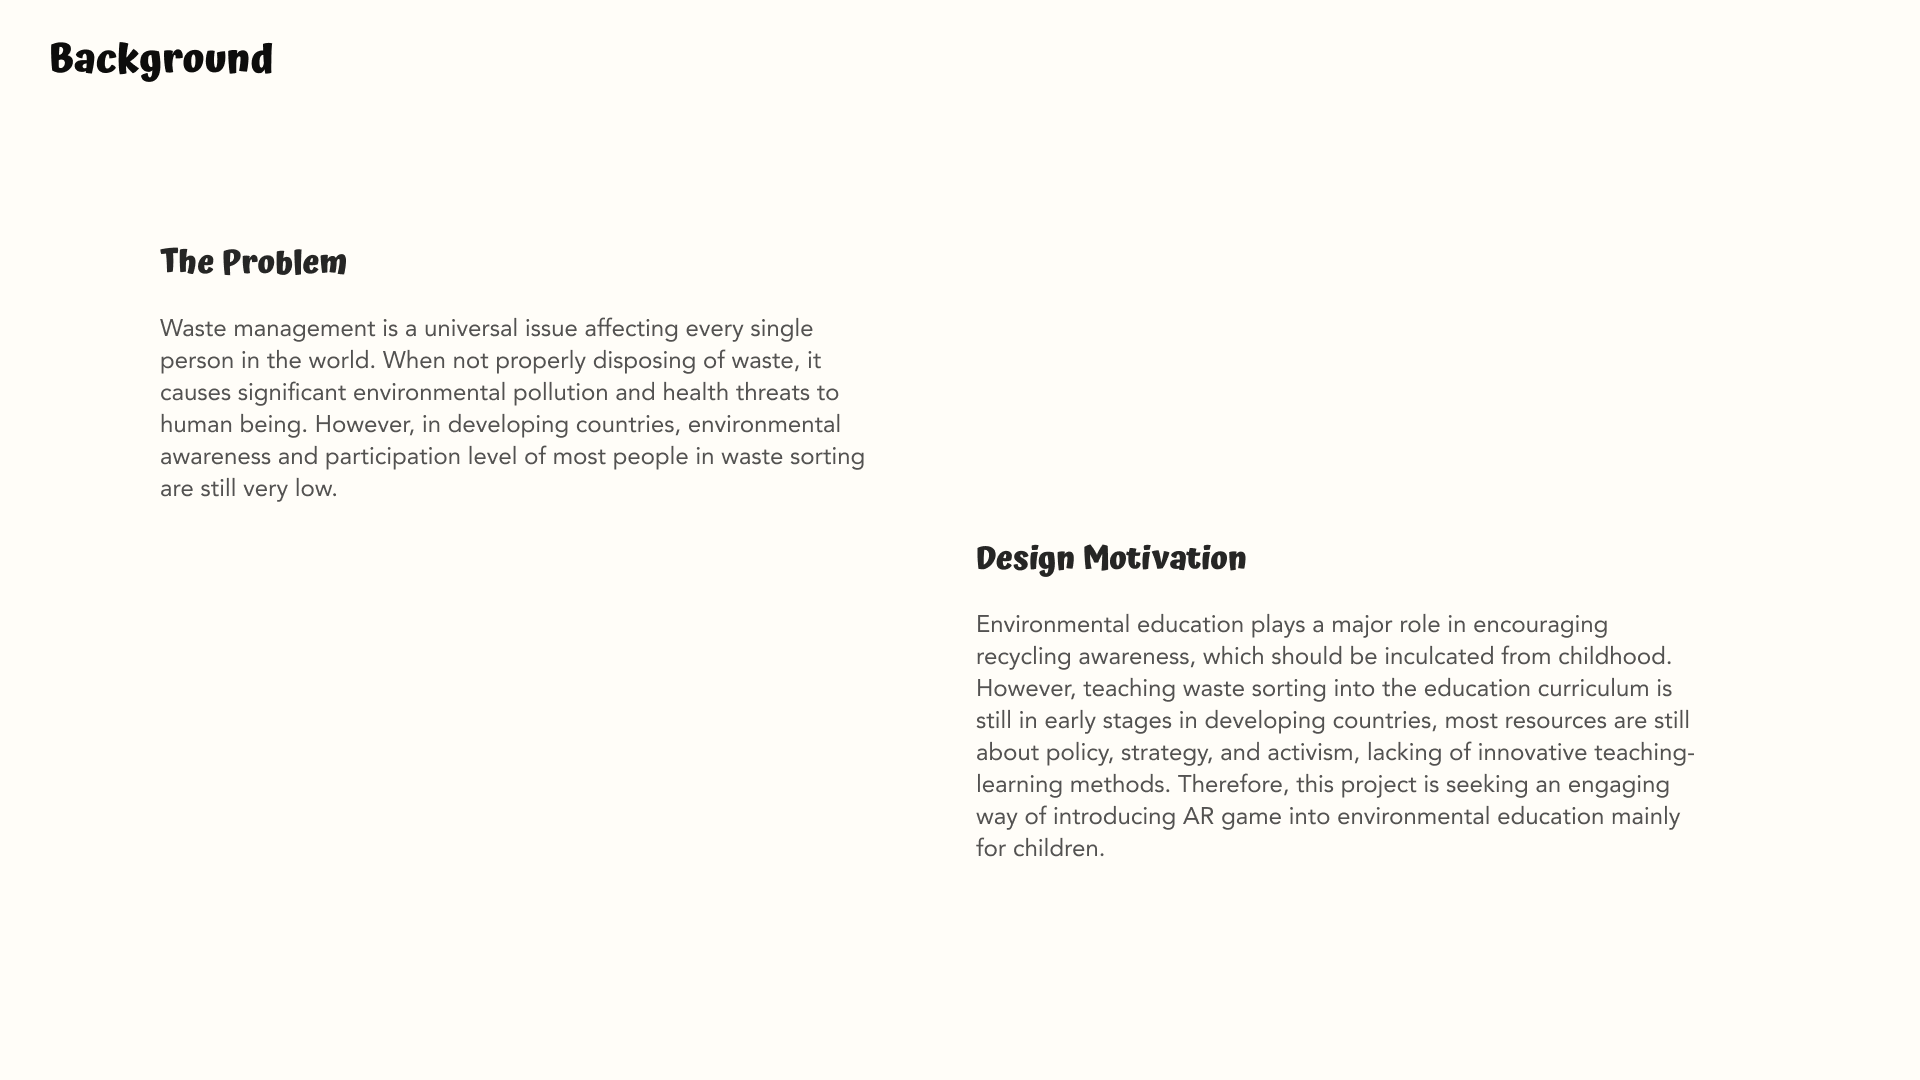 Background
The Problem
Waste management is a universal issue affecting every single
person in the world. When not properly disposing of waste, it
causes significant environmental pollution and health threats to
human being. However, in developing countries, environmental
awareness and participation level of most people in waste sorting
are still very low.
Design Motivation
Environmental education plays a major role in encouraging
recycling awareness, which should be inculcated from childhood.
However, teaching waste sorting into the education curriculum is
still in early stages in developing countries, most resources are still
about policy, strategy, and activism, lacking of innovative teaching-
learning methods. Therefore, this project is seeking an engaging
way of introducing AR game into environmental education mainly
for children.